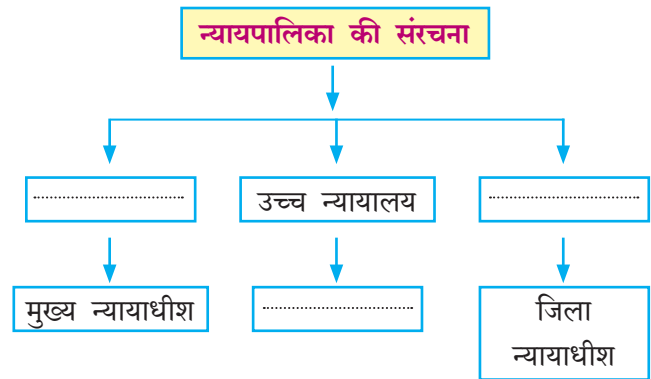 न्यायपालिका की संरचना
उच्च न्यायालय
मुख्य न्यायाधीश
जिला
न्यायाधीश